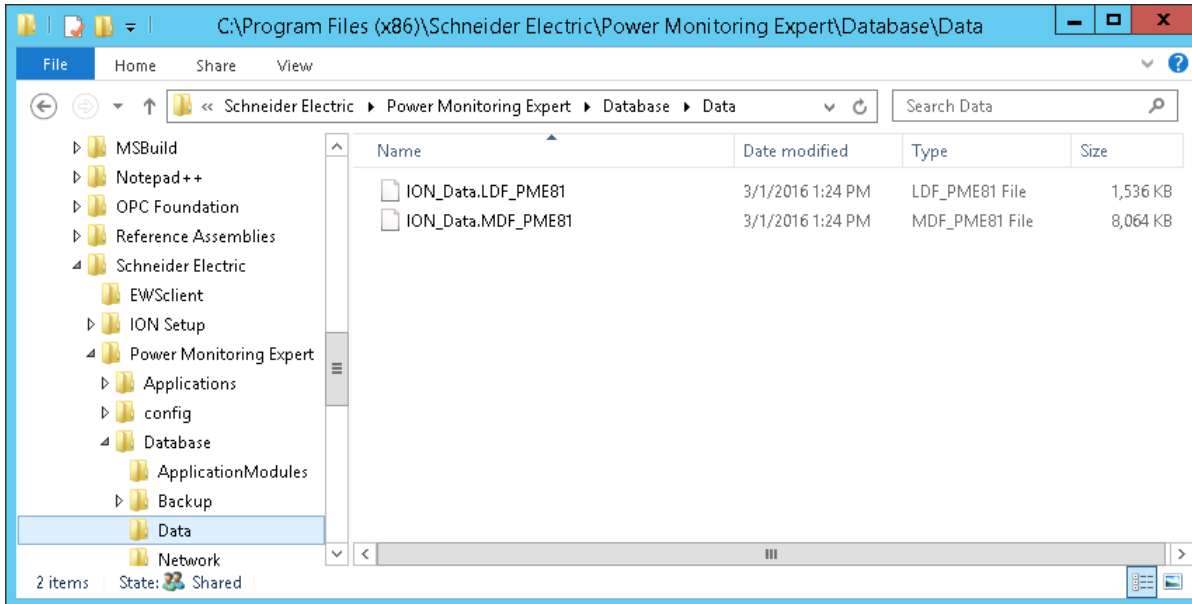 C:\Program Files (x86)\Schneider Electric\Power Monitoring Expert\Database\Data
File Home Share View
« Schneider Electric Power Monitoring Expert Database Data Search Data
MSBuild
Notepad++
OPC Foundation
Reference Assemblies
Schneider Electric
EWSclient
ION Setup
Power Monitoring Expert
Applications
config
Database
ApplicationModules
Backup
Data
Network
Name Date modified Type Size
ION_Data.LDF_PME81 3/1/2016 1:24 PM LDF_PME81 File 1,536 KB
ION_Data.MDF_PME81 3/1/2016 1:24 PM MDF_PME81 File 8,064 KB
2 items State: Shared